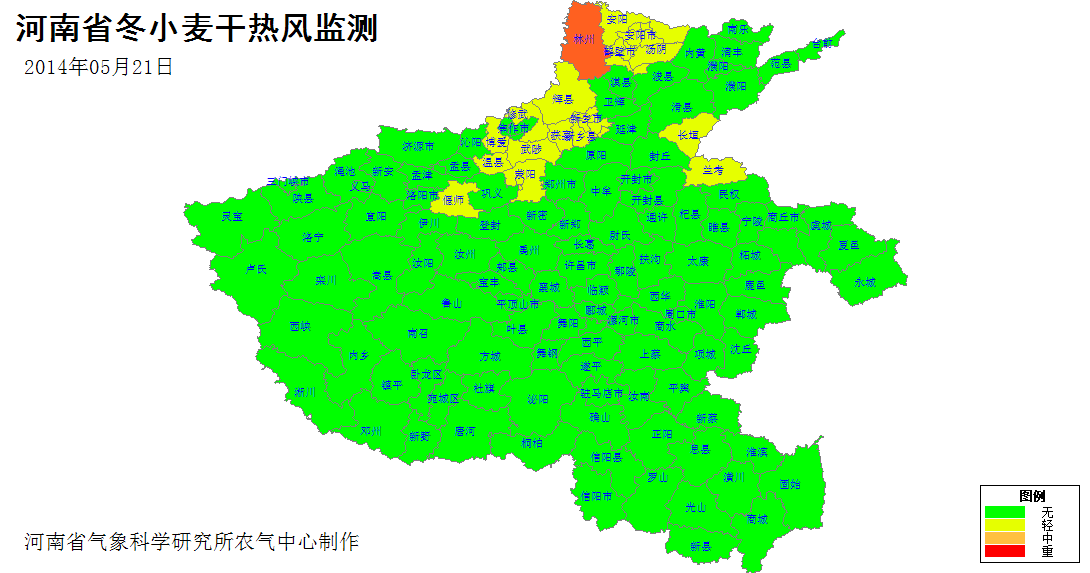 河南省冬小麦干热风监测
2014年05月21日
安阳
林州
安阳市
鹤壁市
汤阴
南乐
内黄
清丰
台前
范县
濮阳
濮阳
淇县
浚县
卫辉
滑县
辉县
修武
焦作市
新乡市
获嘉
新乡县
延津
长垣
济源市
沁阳
博爱
武陟
温县
原阳
封丘
兰考
渑池
新安
孟津
孟县
荥阳
三门峡市
义马
陕县
洛阳市
偃师
巩义
郑州市
中牟
开封市
开封县
民权
灵宝
宜阳
伊川
登封
新密
新郑
尉氏
通许
杞县
睢县
宁陵
商丘市
虞城
夏邑
洛宁
汝阳
汝州
禹州
长葛
卢氏
栾川
嵩县
郏县
许昌市
鄢陵
扶沟
太康
柘城
鹿邑
永城
宝丰
襄城
临颍
西华
淮阳
鲁山
平顶山市
郾城
漯河市
周口市
郸城
西峡
南召
叶县
舞阳
商水
内乡
方城
舞钢
西平
上蔡
项城
沈丘
遂平
淅川
镇平
卧龙区
社旗
宛城区
泌阳
驻马店市
汝南
平舆
邓州
新野
唐河
桐柏
确山
正阳
新蔡
信阳县
息县
淮滨
罗山
潢川
固始
信阳市
光山
商城
新县
图例
无
轻
中
重
河南省气象科学研究所农气中心制作